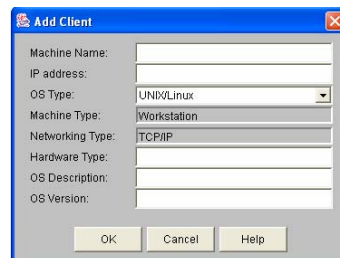 Add Client
Machine Name:
IP address:
OS Type: UNIX/Linux
Machine Type: Workstation
Networking Type: TCP/IP
Hardware Type:
OS Description:
OS Version:
OK Cancel Help